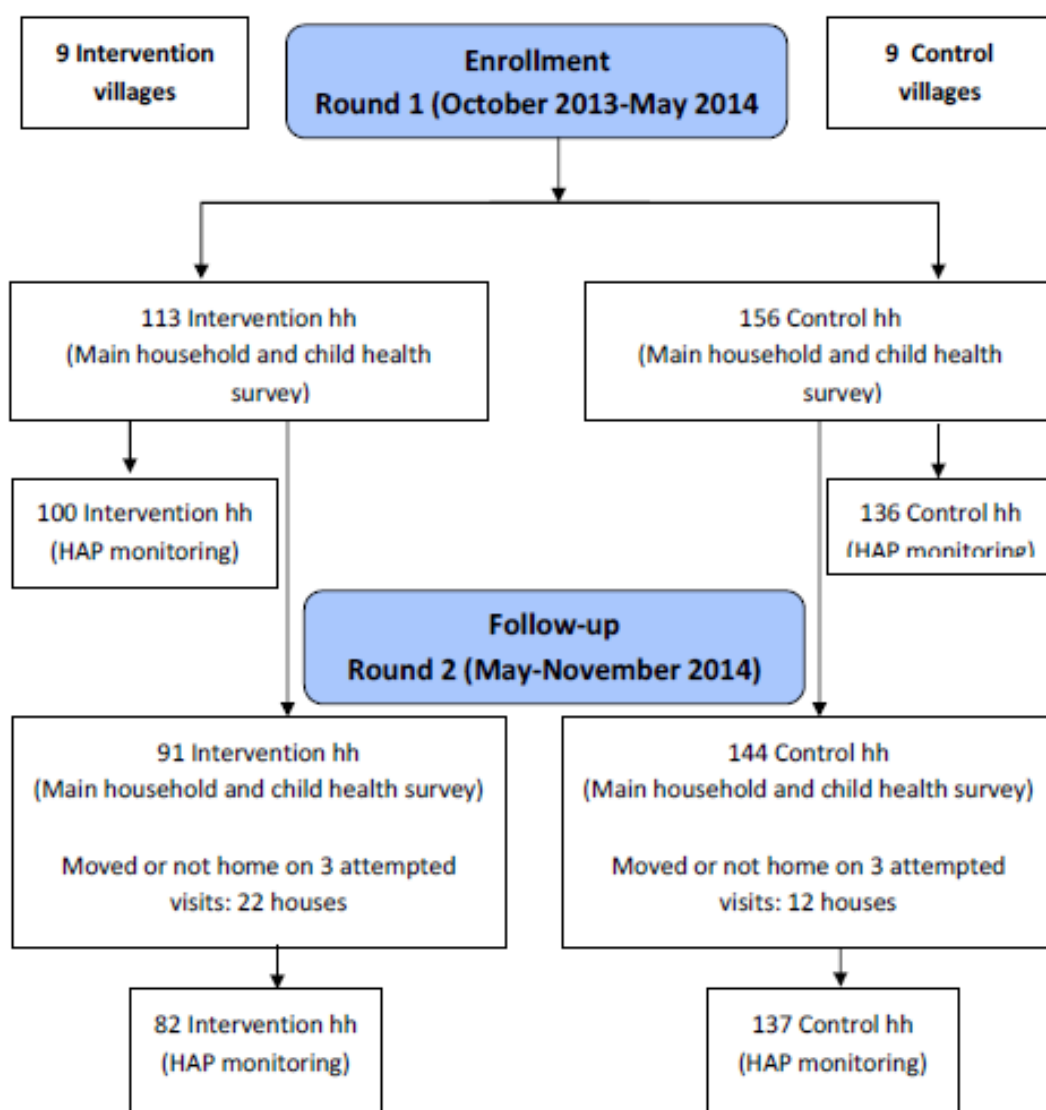 9 Intervention
villages
Enrollment
Round 1 (October 2013-May 2014
9 Control
villages
113 Intervention hh
(Main household and child health
survey)
156 Control hh
(Main household and child health
survey)
100 Intervention hh
(HAP monitoring)
136 Control hh
(HAP monitoring)
Follow-up
Round 2 (May-November 2014)
91 Intervention hh
(Main household and child health survey)
Moved or not home on 3 attempted
visits: 22 houses
144 Control hh
(Main household and child health survey)
Moved or not home on 3 attempted
visits: 12 houses
82 Intervention hh
(HAP monitoring)
137 Control hh
(HAP monitoring)